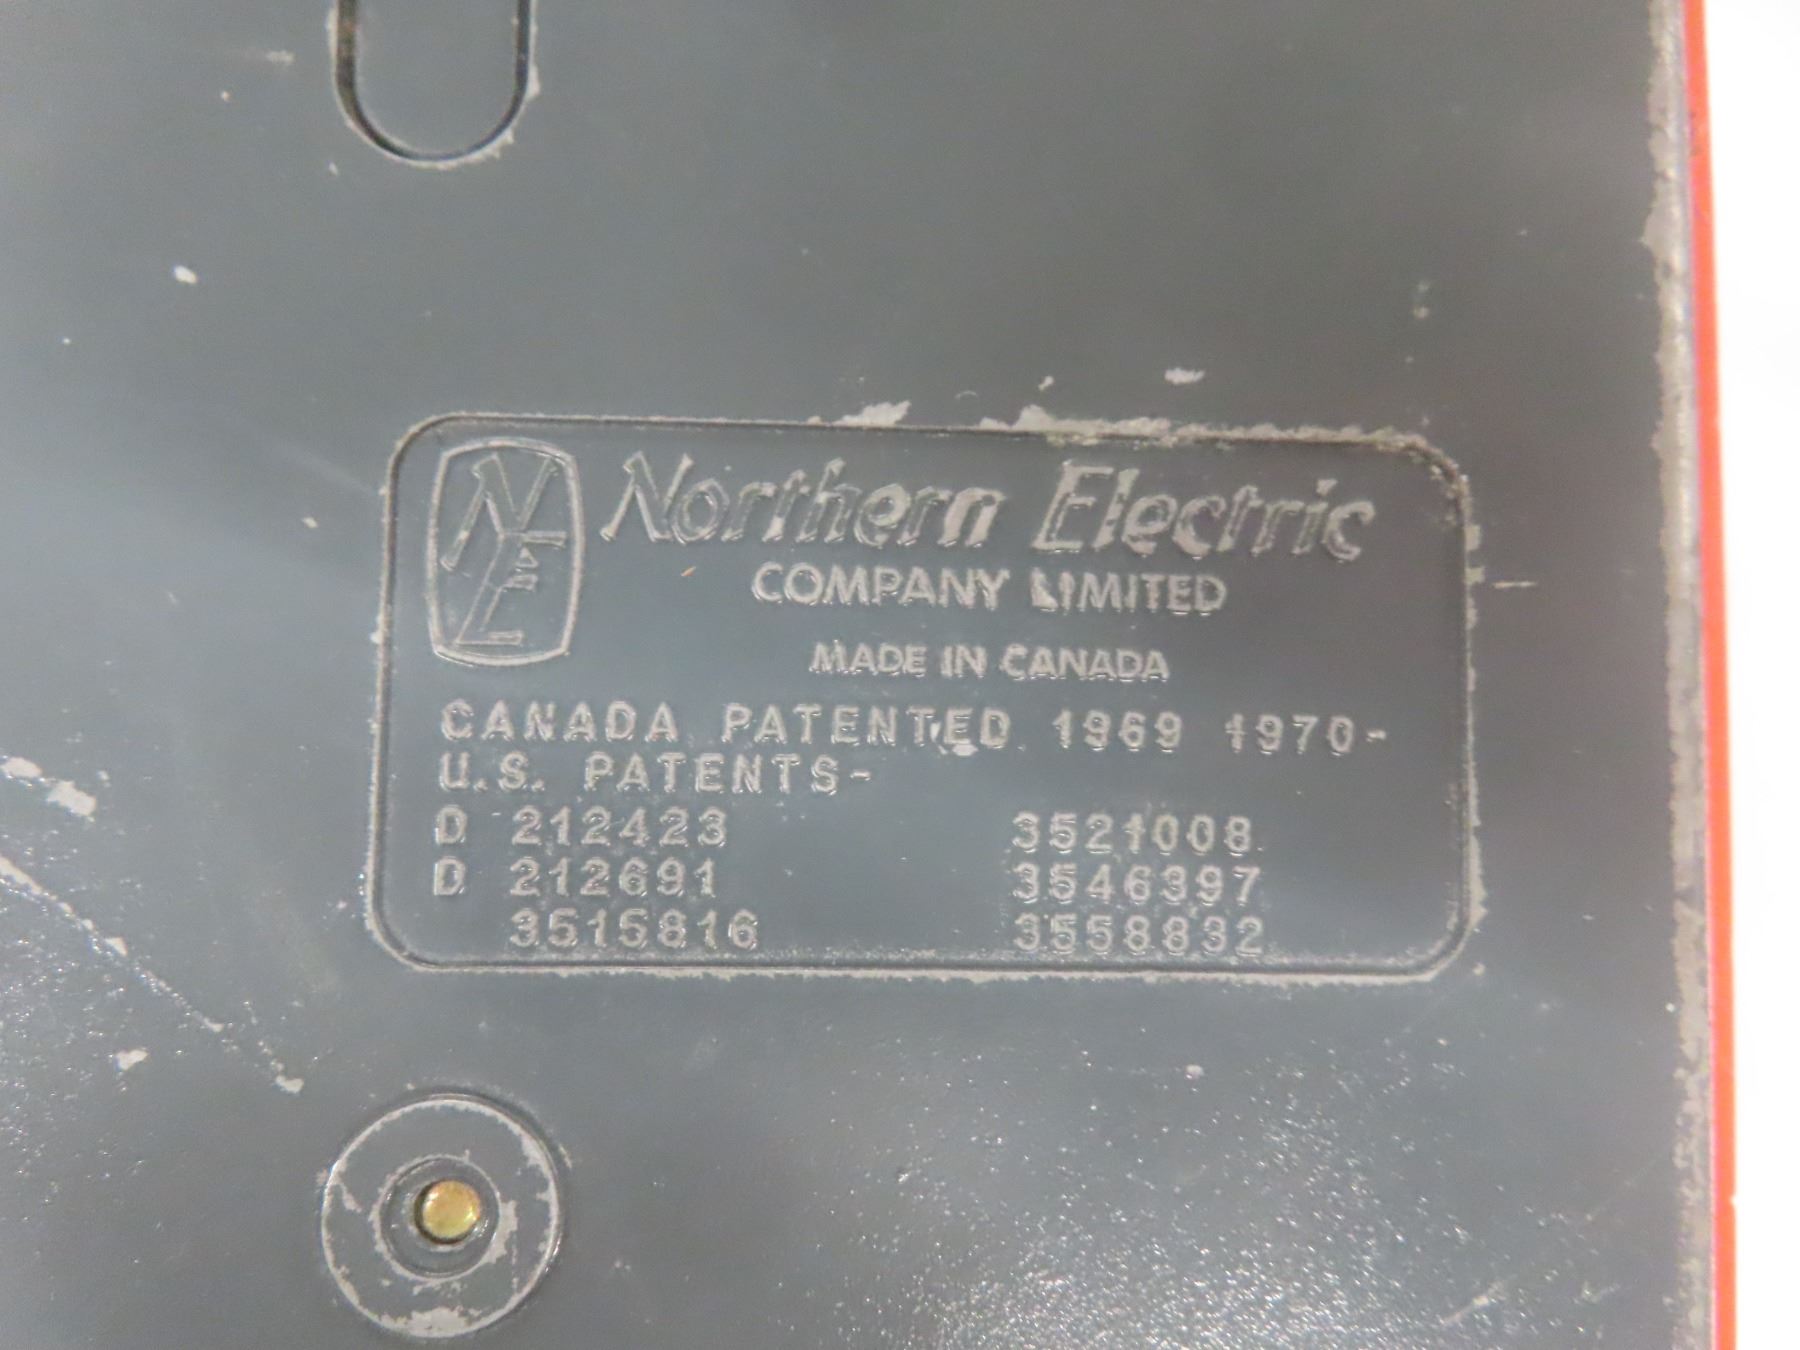 NE
Northern Electric
COMPANY LIMITED
MADE IN CANADA
CANADA PATENTED 1969 1970-
U.S. PATENTS-
D 212423 3521008
D 212691 3546397
3515816 3558832